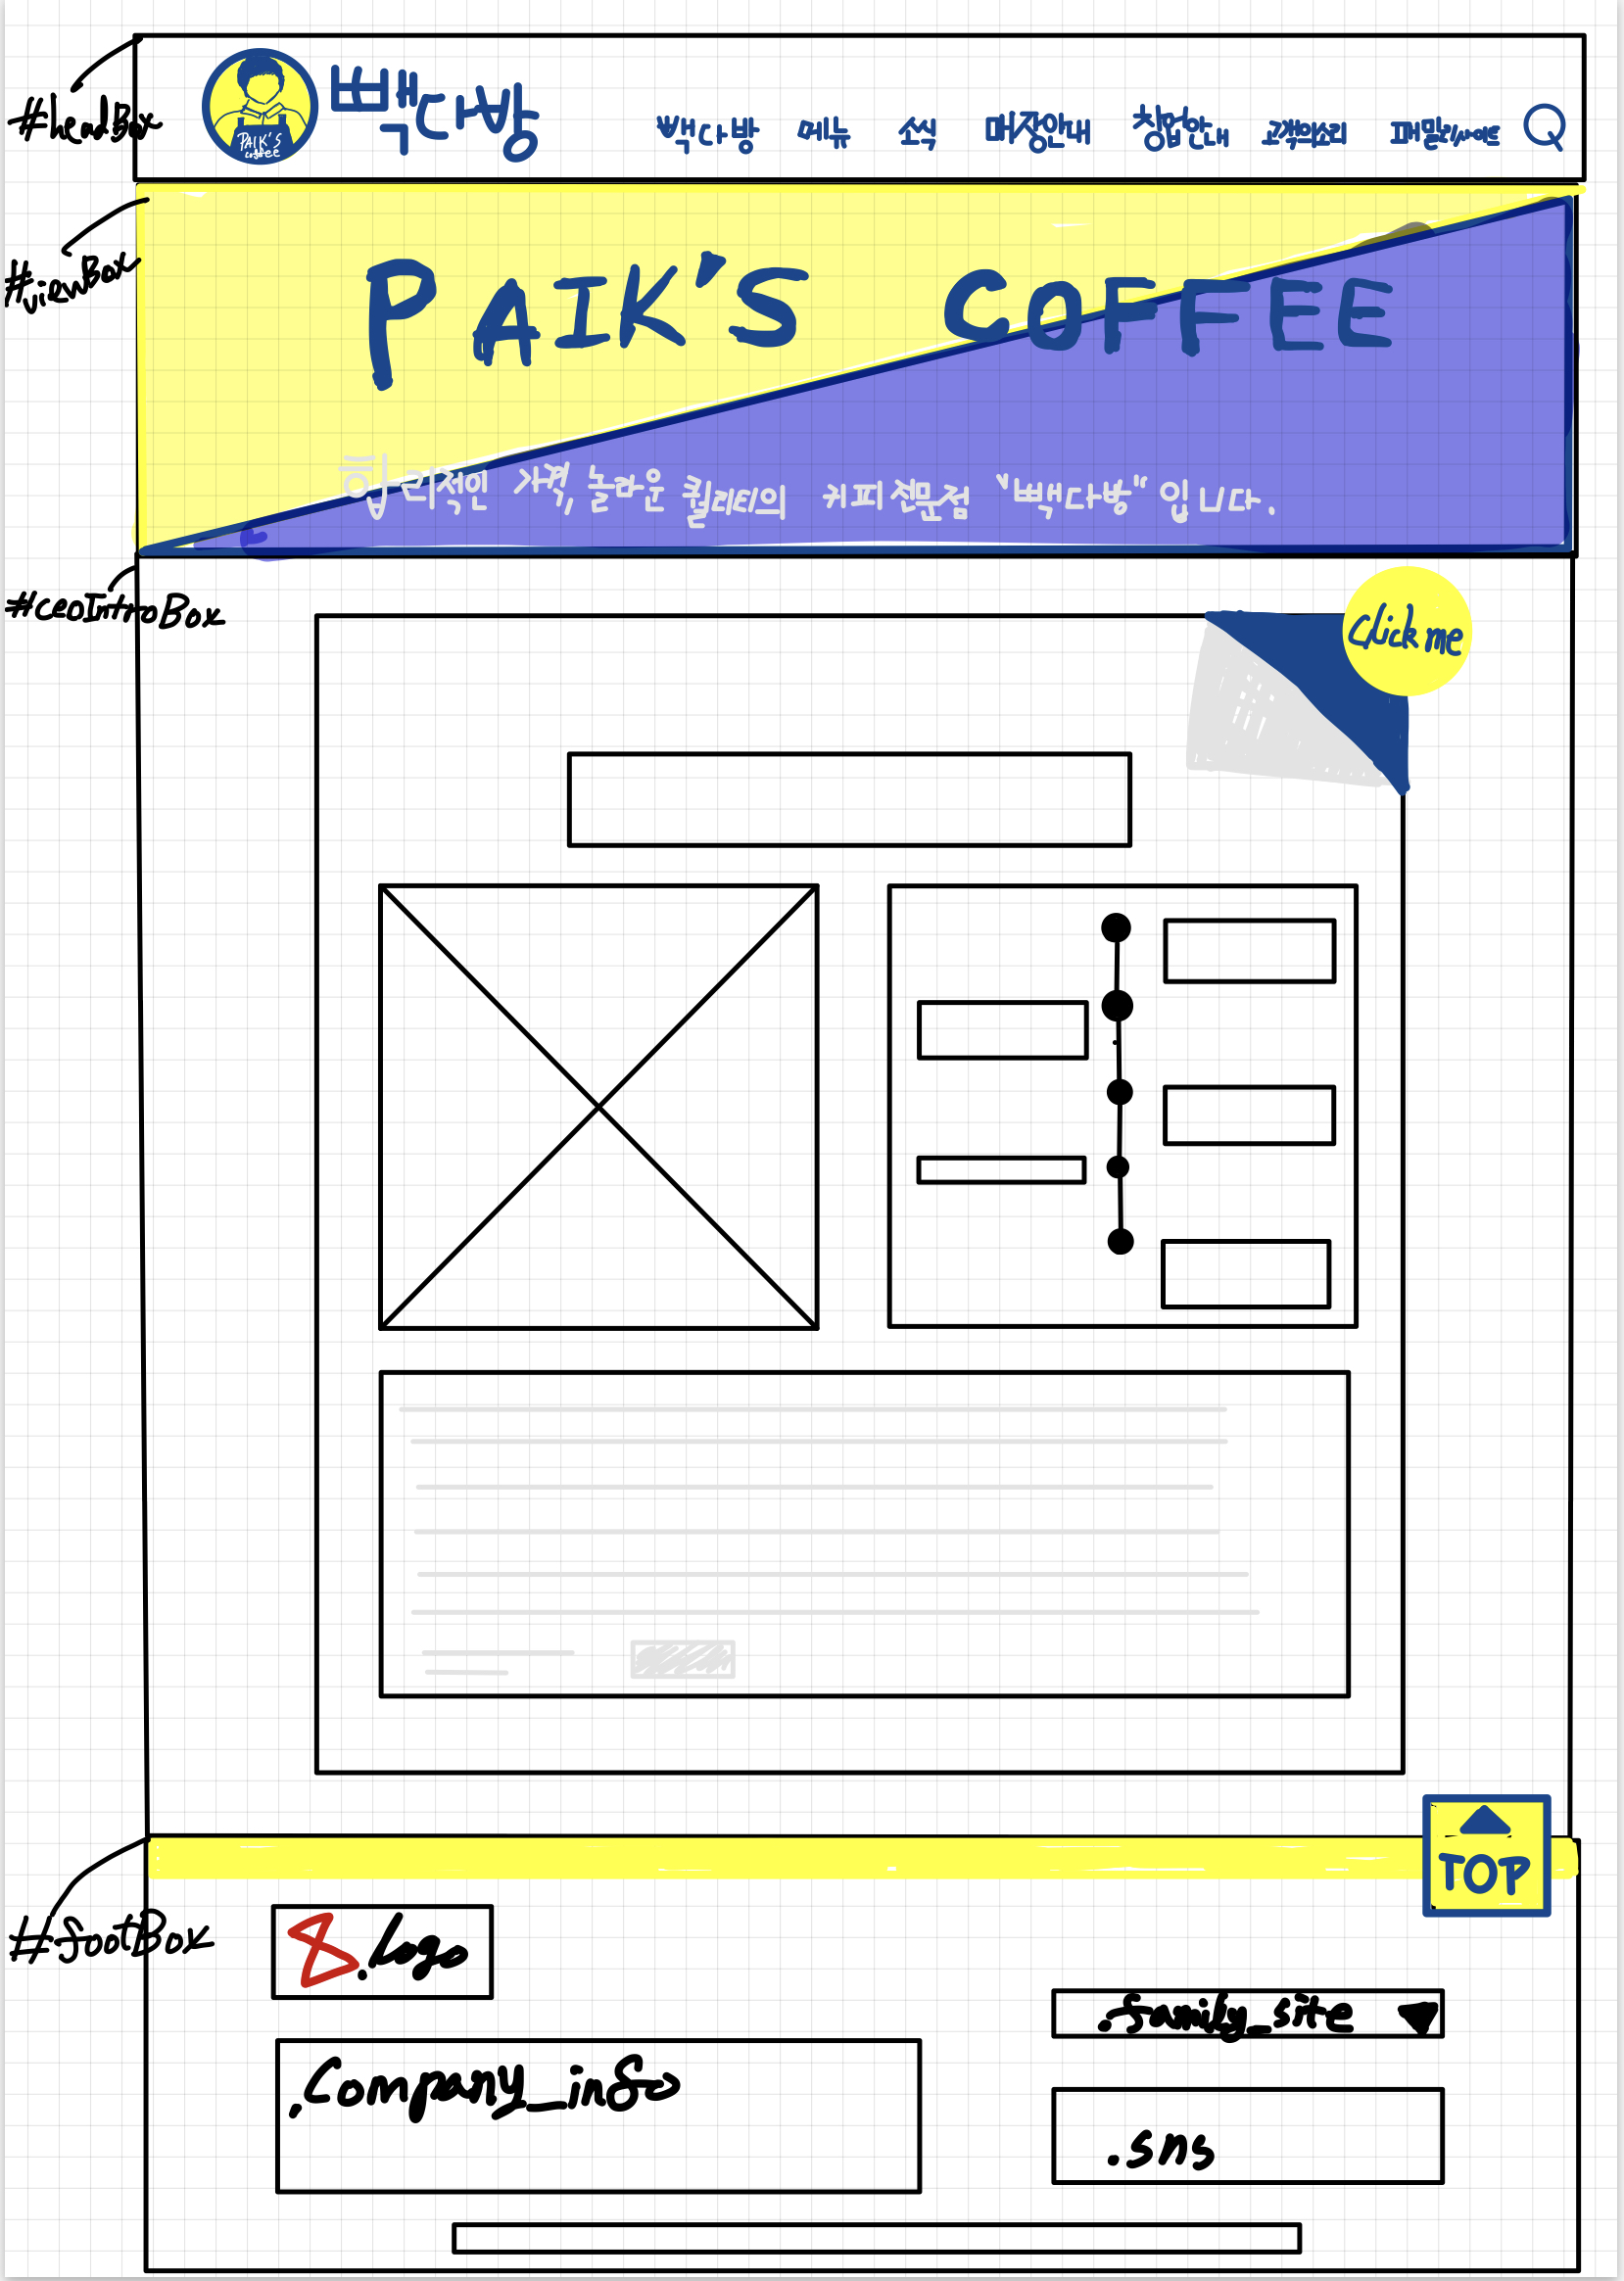 #headBox
PAIK'S
coffee
빽다방
빽다방 메뉴 소식 매장안내 창업안내 고객의소리 패밀리사이트
#viewBox
PAIK'S COFFEE
합리적인 가격, 놀라운 퀄리티의 커피 전문점 "빽다방" 입니다.
#ceoIntroBox
Click me
TOP
#footBox
8.logo
.family_site
.Company_info
.sns